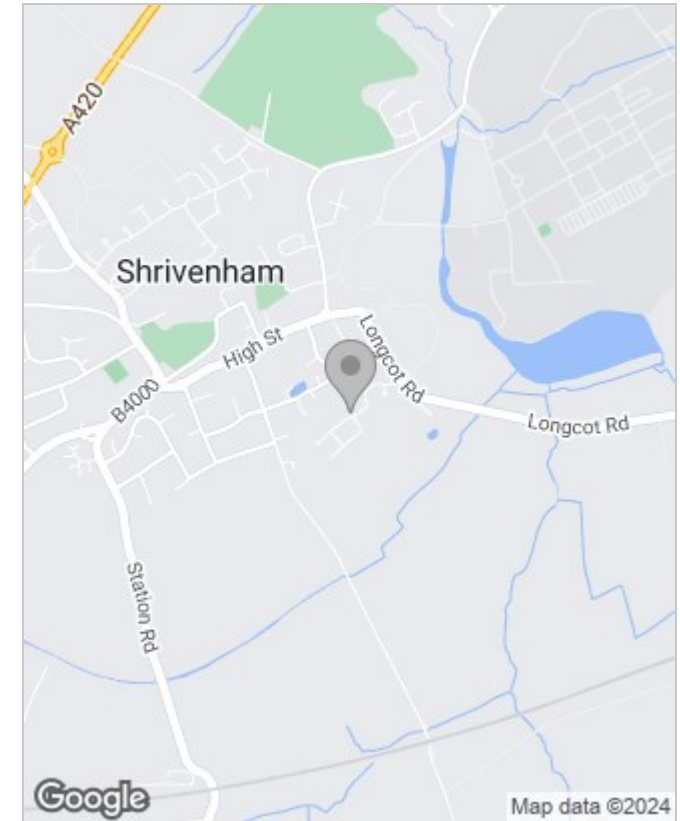 A420
Shrivenham
High St
Longcot Rd
B4000
Longcot Rd
Station Rd
Google
Map data ©2024